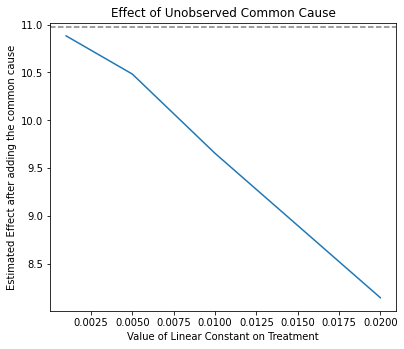 Effect of Unobserved Common Cause
Estimated Effect after adding the common cause
11.0
10.5
10.0
9.5
9.0
8.5
0.0025 0.0050 0.0075 0.0100 0.0125 0.0150 0.0175 0.0200
Value of Linear Constant on Treatment